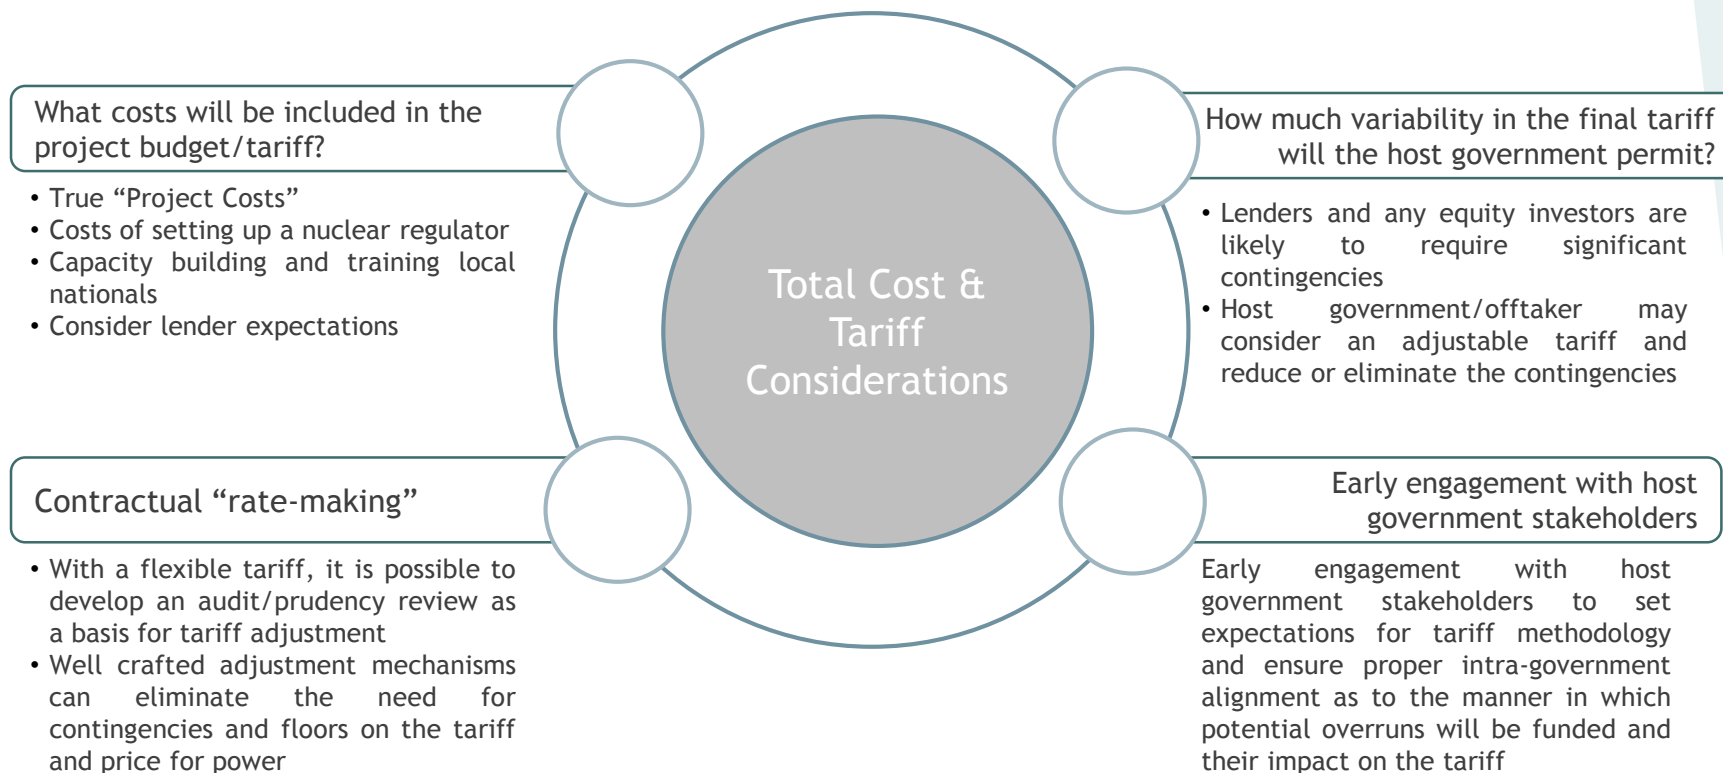 What costs will be included in the
project budget/tariff?
• True “Project Costs”
• Costs of setting up a nuclear regulator
• Capacity building and training local
nationals
• Consider lender expectations
How much variability in the final tariff
will the host government permit?
• Lenders and any equity investors are
likely to require significant
contingencies
• Host government/offtaker may
consider an adjustable tariff and
reduce or eliminate the contingencies
Total Cost &
Tariff
Considerations
Contractual “rate-making”
• With a flexible tariff, it is possible to
develop an audit/prudency review as
a basis for tariff adjustment
• Well crafted adjustment mechanisms
can eliminate the need for
contingencies and floors on the tariff
and price for power
Early engagement with host
government stakeholders
Early engagement with host
government stakeholders to set
expectations for tariff methodology
and ensure proper intra-government
alignment as to the manner in which
potential overruns will be funded and
their impact on the tariff